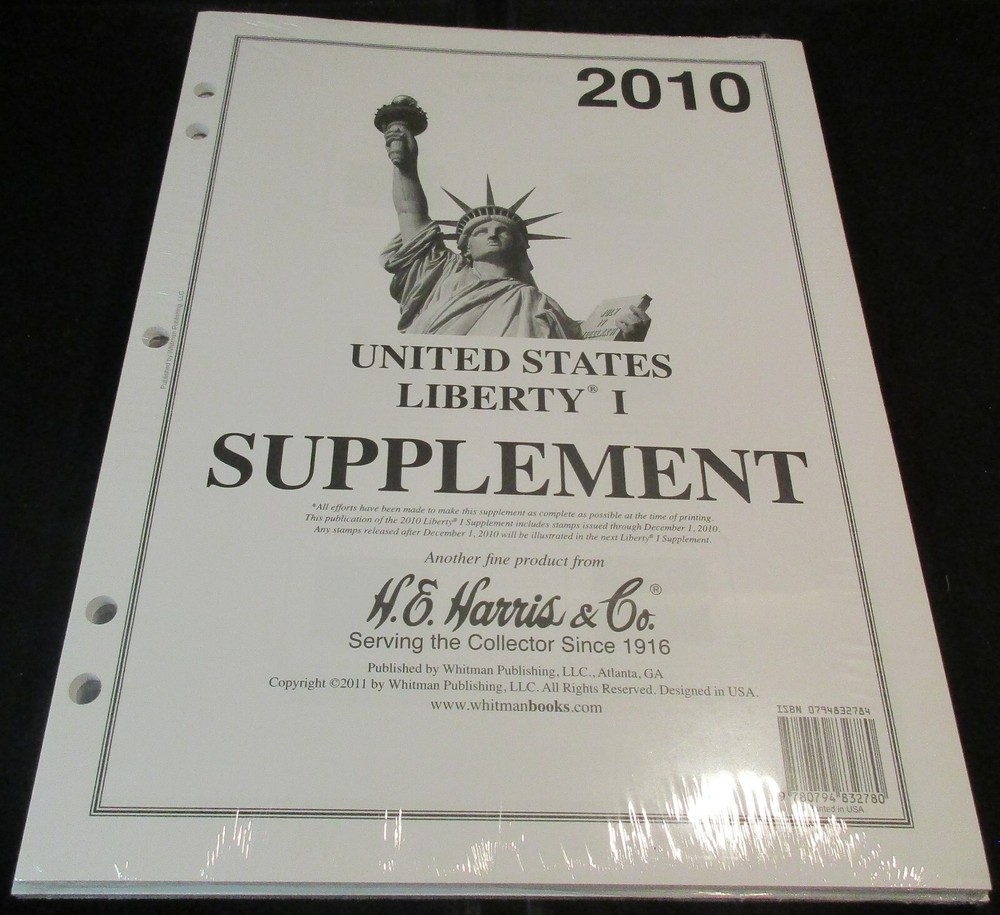 2010
UNITED STATES
LIBERTY® I
SUPPLEMENT
*All efforts have been made to make this supplement as complete as possible at the time of printing.
This publication of the 2010 Liberty® I Supplement includes stamps issued through December 1, 2010.
Any stamps released after December 1, 2010 will be illustrated in the next Liberty® I Supplement.
Another fine product from
H.E. Harris & Co.®
Serving the Collector Since 1916
Published by Whitman Publishing, LLC., Atlanta, GA
Copyright ©2011 by Whitman Publishing, LLC. All Rights Reserved. Designed in USA.
www.whitmanbooks.com
ISBN 0794832784
9 780794 832780
in USA
Published by